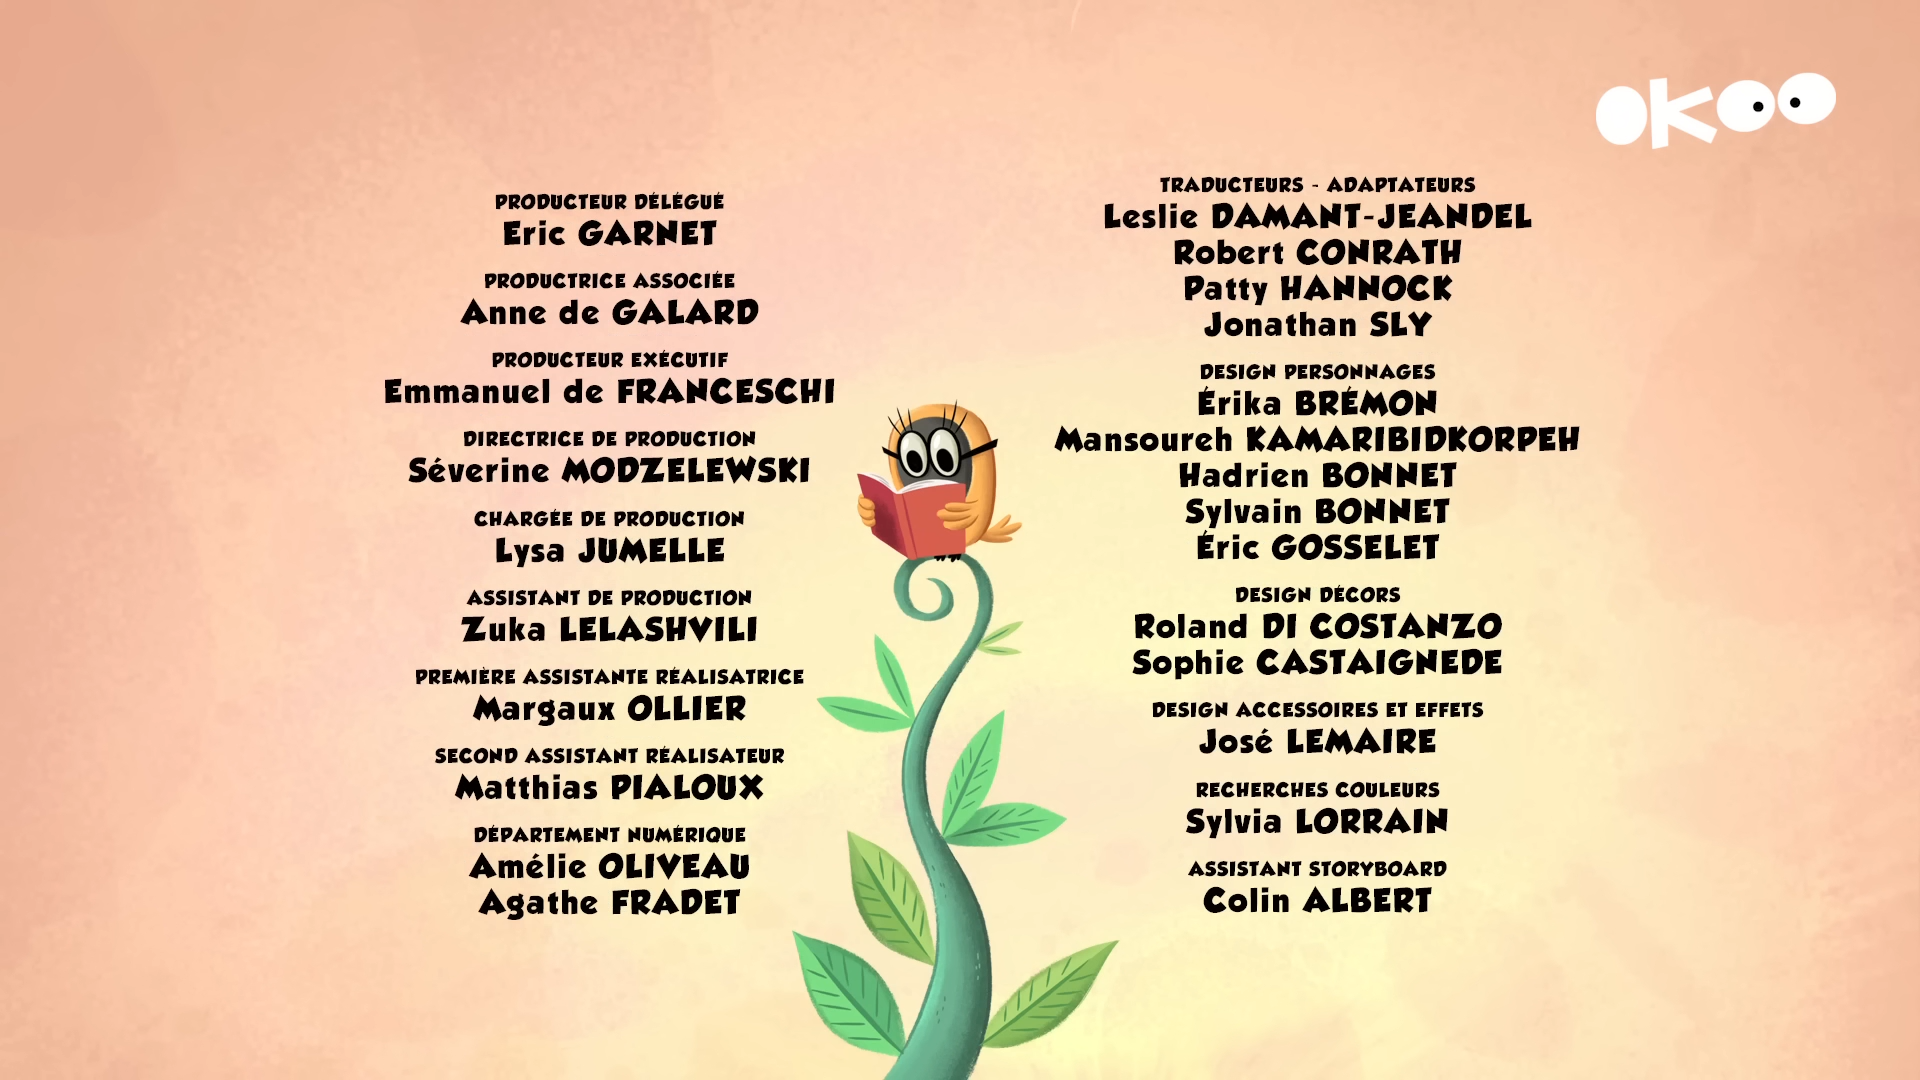 OKOO
PRODUCTEUR DÉLÉGUÉ
Eric GARNET
PRODUCTRICE ASSOCIÉE
Anne de GALARD
PRODUCTEUR EXÉCUTIF
Emmanuel de FRANCESCHI
DIRECTRICE DE PRODUCTION
Séverine MODZELEWSKI
CHARGÉE DE PRODUCTION
Lysa JUMELLE
ASSISTANT DE PRODUCTION
Zuka LELASHVILI
PREMIÈRE ASSISTANTE RÉALISATRICE
Margaux OLLIER
SECOND ASSISTANT RÉALISATEUR
Matthias PIALOUX
DÉPARTEMENT NUMÉRIQUE
Amélie OLIVEAU
Agathe FRADET
TRADUCTEURS - ADAPTATEURS
Leslie DAMANT-JEANDEL
Robert CONRATH
Patty HANNOCK
Jonathan SLY
DESIGN PERSONNAGES
Érika BRÉMON
Mansoureh KAMARIBIDKORPEH
Hadrien BONNET
Sylvain BONNET
Éric GOSSELET
DESIGN DÉCORS
Roland DI COSTANZO
Sophie CASTAIGNEDE
DESIGN ACCESSOIRES ET EFFETS
José LEMAIRE
RECHERCHES COULEURS
Sylvia LORRAIN
ASSISTANT STORYBOARD
Colin ALBERT